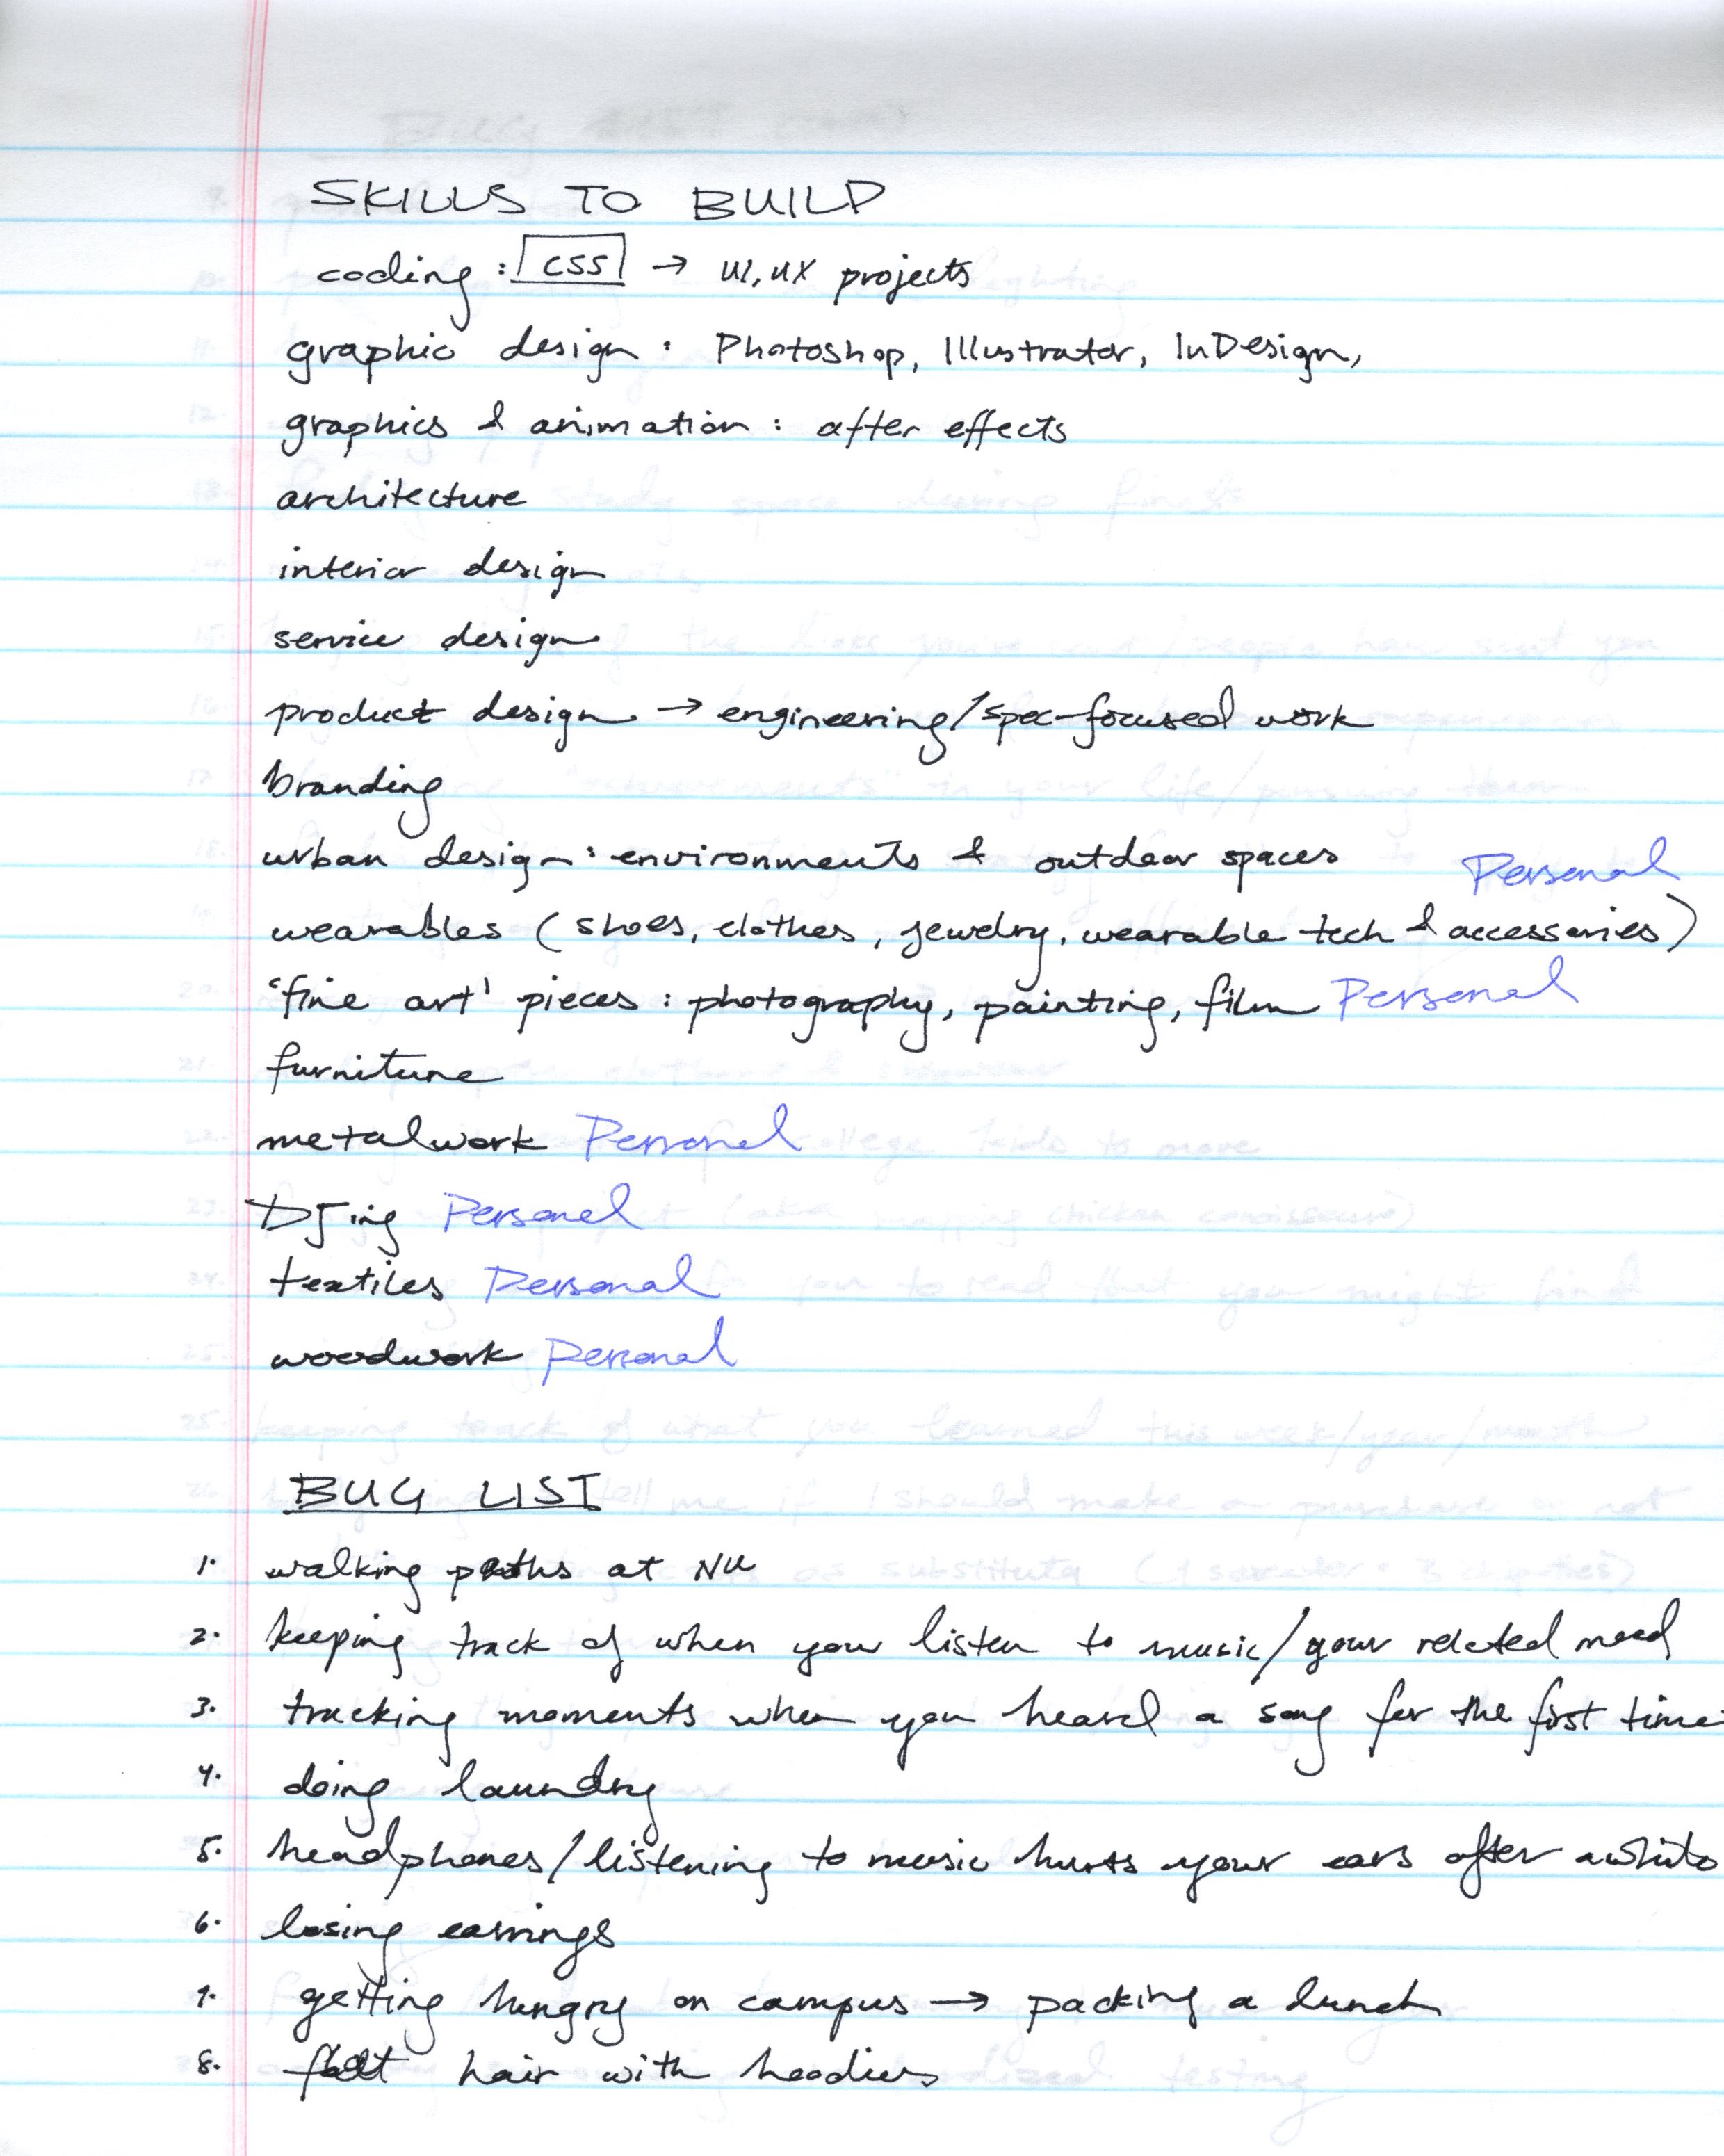 SKILLS TO BUILD
coding : CSS → UI, UX projects
graphic design : Photoshop, Illustrator, InDesign,
graphics & animation : after effects
architecture
interior design
service design
product design → engineering/spec-focused work
branding
urban design : environments & outdoor spaces
Personal
wearables (shoes, clothes, jewelry, wearable tech & accessories)
'fine art' pieces : photography, painting, film Personal
furniture
metalwork Personal
DJing Personal
textiles Personal
woodwork Personal
BUG LIST
1. walking paths at NU
2. keeping track of when you listen to music/your related mood
3. tracking moments when you heard a song for the first time
4. doing laundry
5. headphones/listening to music hurts your ears after awhile
6. losing earrings
7. getting hungry on campus → packing a lunch
8. hair with hoodies